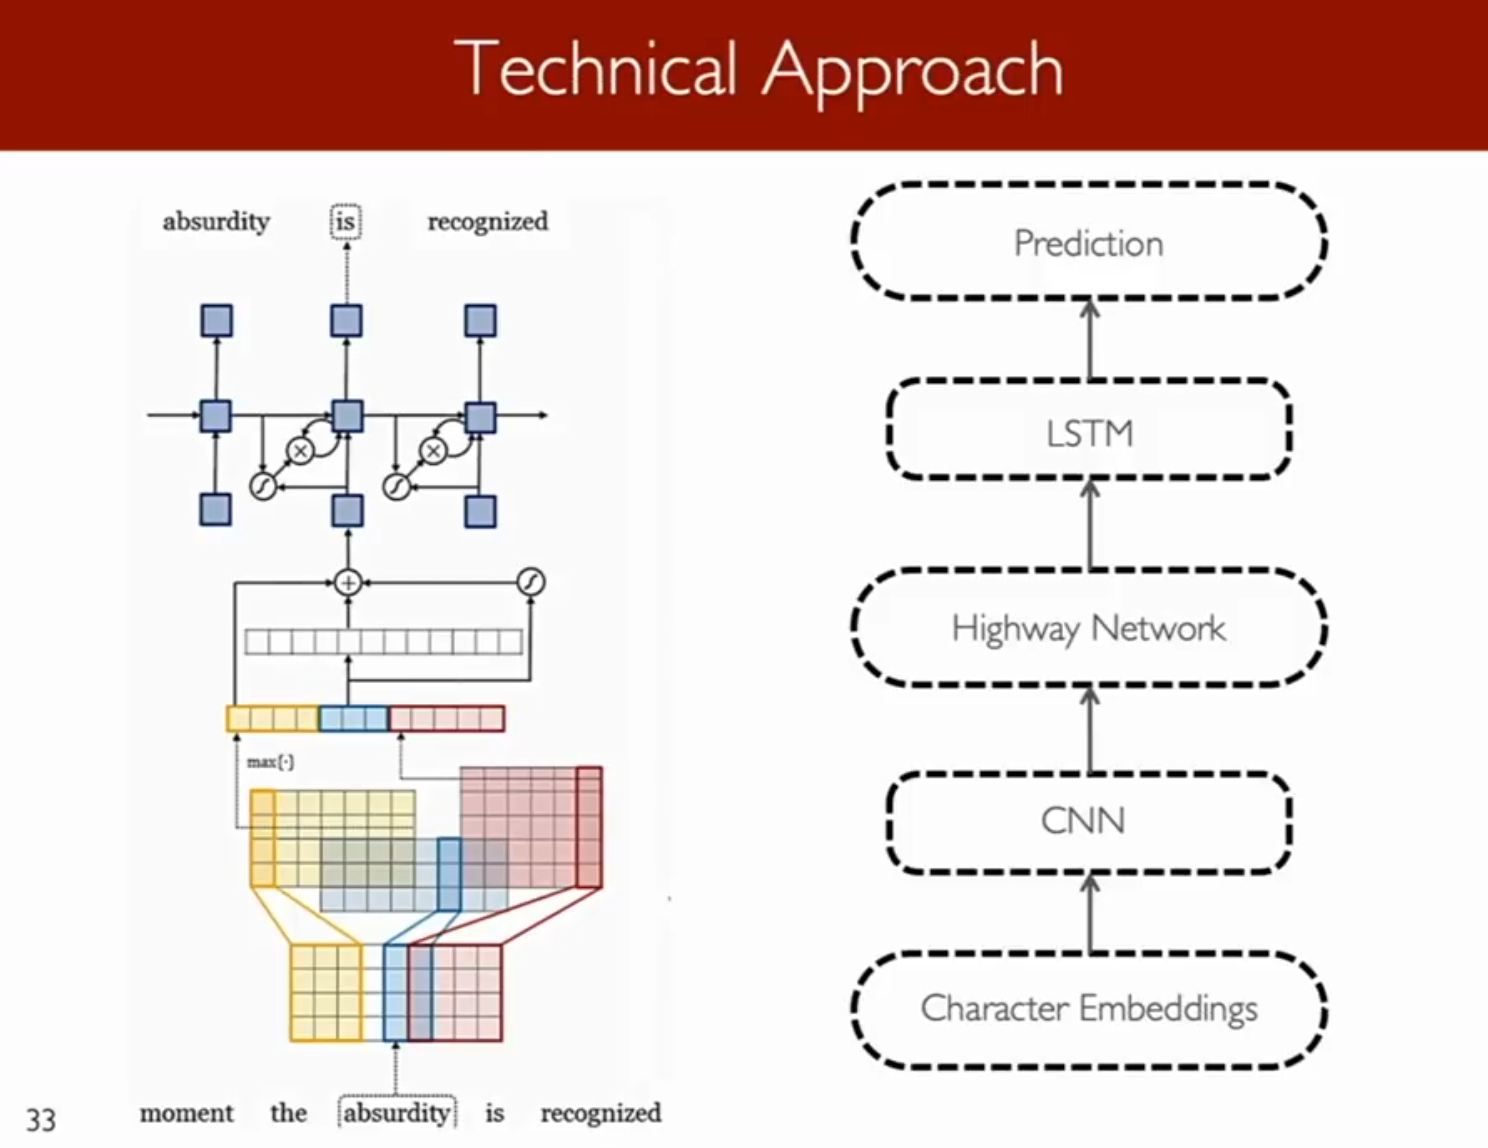 Technical Approach
absurdity is recognized
max{·}
moment the absurdity is recognized
Prediction
LSTM
Highway Network
CNN
Character Embeddings
33